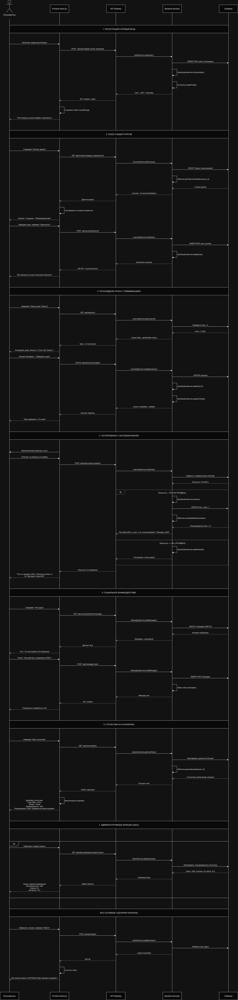 Пользователь
Frontend (Next.js)
API Gateway
Backend Services
Database
1. РЕГИСТРАЦИЯ И ПЕРВЫЙ ВХОД
Заполняет форму регистрации
POST / api/auth/register {email, password}
AuthService.createUser()
INSERT INTO users, init progress
GamificationService.initUserStats()
AI Service.createProfile()
User + JWT + inital data
201 Created + token
Сохраняет token в localStorage
"Регистрация успешна! Добро пожаловать!"
2. ПОИСК И ВЫБОР КУРСОВ
Открывает "Каталог курсов"
GET /api/courses?category=cybersecurity
CoursesService.getCourses()
SELECT курсы с фильтрацией
AIService.get.Recommendations(user_id)
Список курсов
Courses + AI recommendations
Данные курсов
Сортировка по сложности/рейтингу
Каталог: 15 курсов + "Рекомендуем вам"
Выбирает курс, нажимает "Записаться"
POST /api/courses/{id}/enroll
LearningService.enrollUser()
INSERT INTO user_courses
GamificationService.addActivity()
Enrollment confimed
200 OK + course structure
"Вы записаны на курс! Начинаем обучение"
3. ПРОХОЖДЕНИЕ УРОКА С ГЕЙМИФИКАЦИЕЙ
Нажимает "Начать урок" (Урок 5)
GET /api/lessons/5
LearningService.getLesson(5)
Проверить lives > 0
lives = 3 (OK)
Lesson data + gamification status
Урок + UI состояние
Интерфейс урока, Жизни: 3, Очки: 420, Streak: 7
Изучает материал + "Завершить урок"
PATCH /api/lessons/5/complete
LearningService.completeLesson()
UPDATE progress
GamificationService.addPoint(10)
GamificationService.update.Streak()
Lesson completed + updates
Success response
"Урок завершен! +10 очков"
4. ТЕСТИРОВАНИЕ С СИСТЕМОЙ ЖИЗНЕЙ
Автоматический переход к тесту
Отвечает на вопросы (2 ошибки)
POST /api/tests/sumbit {answers}
LearningService.checkTest()
Сравнить с правильными ответами
Результат: 3/5 (60%)
alt
[Результат < 70% (НЕ ПРОЙДЕН)]
GamificationService.lostLife()
UPDATE lives = lives -1
AIService.analyzeMistakes(answers)
Подтверждение (lives = 2)
Test failed (60%), Lives: 2, AI_recommendation: "Повторить AES"
[Результат >= 70% (ПРОЙДЕН)]
GamificationService.addPoints(50)
Test passed + bonus points
Результат тестирования
"Тест не пройден (60%), Жизней осталось: 2
AI: Повторите тему AES"
5. СОЦИАЛЬНОЕ ВЗАИМОДЕЙСТВИЕ
Открывает "Чат курса"
GET /api/courses/{id}/chat/messages
MessagingService.getMessages()
SELECT messages LIMIT 50
История сообщений
Messages + participants
Данные чата
Чат с 15 участниками, 23 сообщения
Пишет: "Как работает шифрование RSA?"
POST /api/messages {text}
MessagingService.sendMessage()
INSERT INTO messages
Notify online participants
Message sent
201 Created
"Сообщение отправлено в чат"
6. СТАТИСТИКА И AI-АНАЛИТИКА
Нажимает "Моя статистика"
GET /api/user/analytics
AnalyticsService.getUserStats()
Агрегировать данные за 30 дней
AIService.generateInsights(user_id)
Статистика: points,streak, progress
Полный отчёт
JSON с данными
Визуализация графиков
Дашборд статистики:
Очки: 850 (+10%)
Streak: 7 дней
Эффективность: 78%
Рекомендации: Курс "Продвинутая криптография"
7. АДМИНИСТРАТИВНЫЕ ФУНКЦИИ (Admin)
alt
Переходит в админ-панель
GET /api/admin/dashboard (admin token)
AdminService.getDashboard()
Агрегировать платформенную статистику
Users: 1245, Courses: 23, Active: 312
Dashboard data
Админ-данные
Панель администрирования
Пользователей: 1245
Курсов: 23
Активных: 312
ВСЕ ОСНОВНЫЕ СЦЕНАРИИ ПОКАЗАНЫ
Завершить сессию, нажимает "Выйти"
POST /api/auth/logout
AuthService.invalidateToken()
Обновить last_logout
Logout successful
200 OK
Очистить token
"До новых встреч в ONTHEGO! Ваш прогресс сохранён."
Пользователь
Frontend (Next.js)
API Gateway
Backend Services
Database